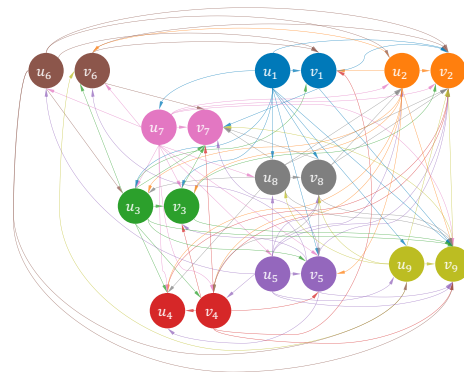 u₆ v₆ u₁ v₁ u₂ v₂
u₇ v₇
u₈ v₈
u₃ v₃
u₅ v₅ u₉ v₉
u₄ v₄